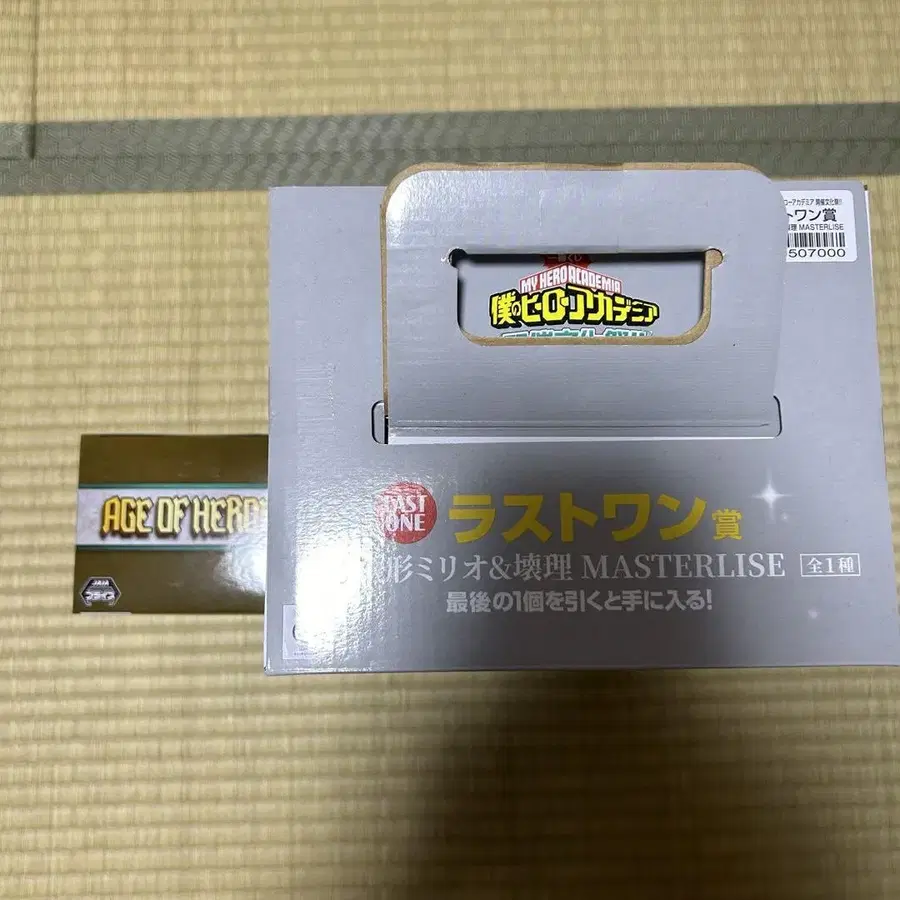 コーアカデミア 開催文化祭!!
トワン賞
理 MASTERLISE
507000
一番くじ
MY HERO ACADEMIA
僕のヒーローアカデミア
AGE OF HERO
LAST ONE
ラストワン賞
形ミリオ&壊理 MASTERLISE 全1種
最後の1個を引くと手に入る!